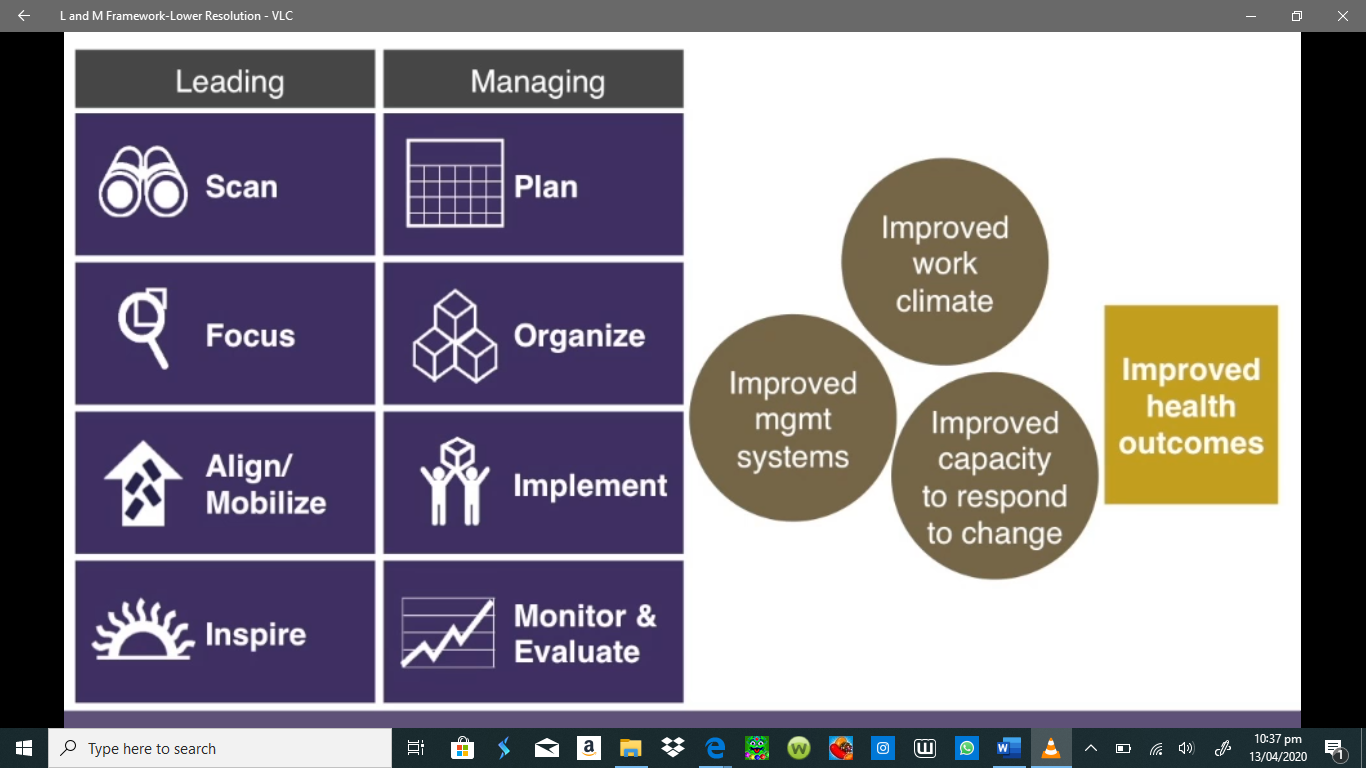 L and M Framework-Lower Resolution - VLC
Leading
Managing
Scan
Plan
Focus
Organize
Align/
Mobilize
Implement
Inspire
Monitor &
Evaluate
Improved
work
climate
Improved
mgmt
systems
Improved
capacity
to respond
to change
Improved
health
outcomes
Type here to search
10:37 pm
13/04/2020
1